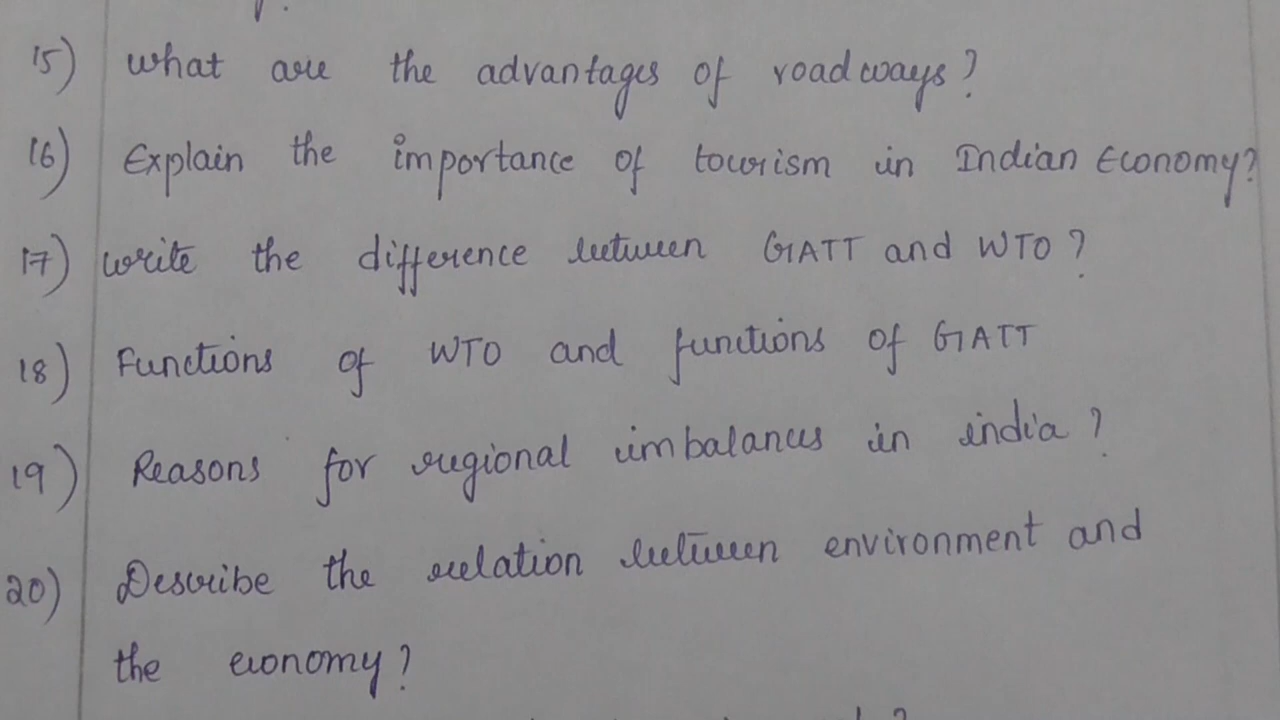 15) what are the advantages of roadways?
16) Explain the importance of tourism in Indian Economy?
17) write the difference between GATT and WTO?
18) Functions of WTO and functions of GATT
19) Reasons for regional imbalances in india?
20) Describe the relation between environment and
the economy?